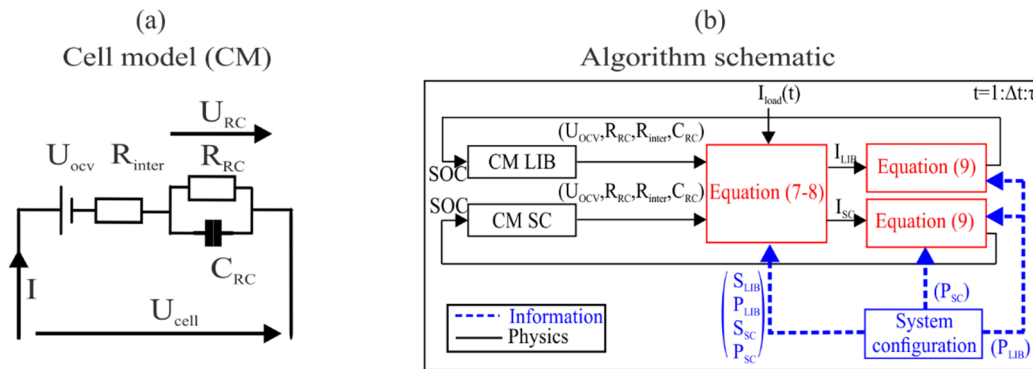 (a)
Cell model (CM)
U_RC
U_ocv
R_inter
R_RC
C_RC
I
U_cell
(b)
Algorithm schematic
I_load(t)
t=1:Δt:τ
(U_OCV,R_RC,R_inter,C_RC)
SOC
CM LIB
I_LIB
Equation (9)
Equation (7-8)
(U_OCV,R_RC,R_inter,C_RC)
SOC
CM SC
I_SC
Equation (9)
(S_LIB
P_LIB
S_SC
P_SC)
(P_SC)
System
configuration
(P_LIB)
Information
Physics